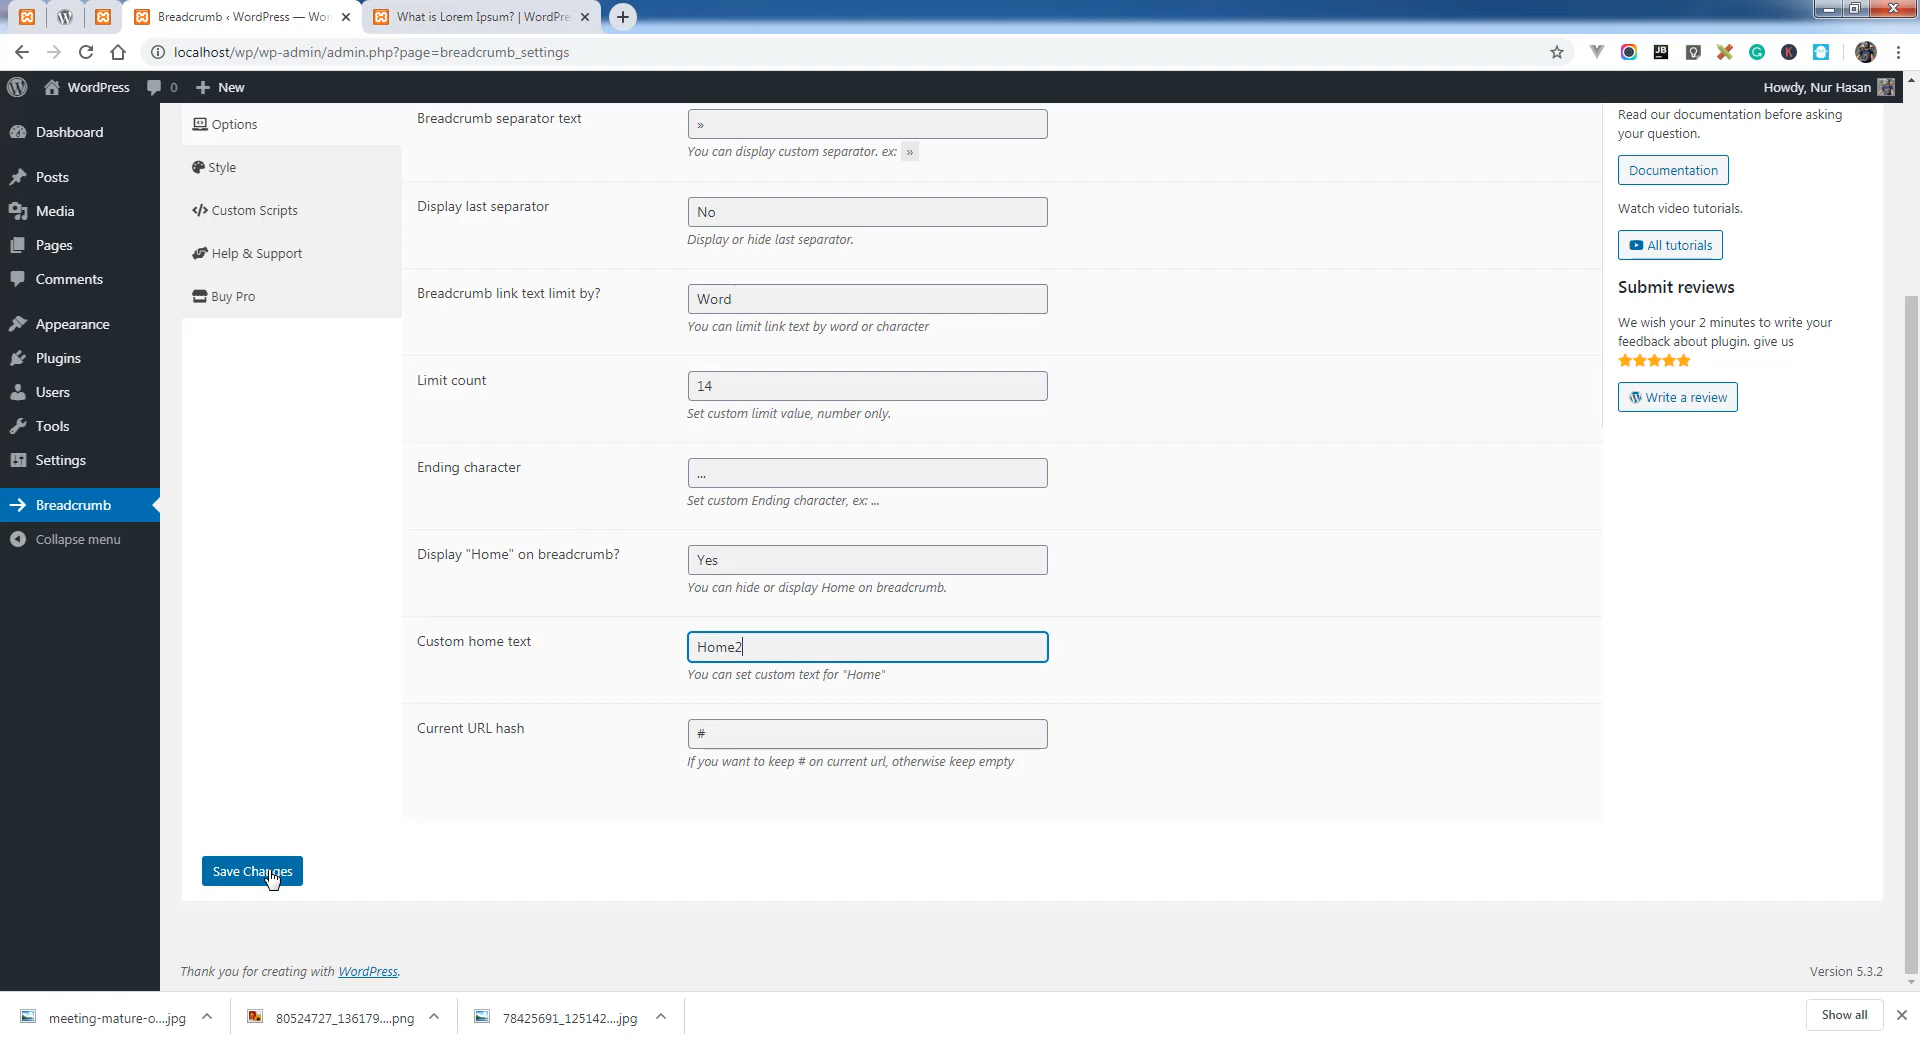 Breadcrumb ‹ WordPress — Wor
What is Lorem Ipsum? | WordPre
localhost/wp/wp-admin/admin.php?page=breadcrumb_settings
WordPress
0
New
Howdy, Nur Hasan
Dashboard
Posts
Media
Pages
Comments
Appearance
Plugins
Users
Tools
Settings
Breadcrumb
Collapse menu
Options
Style
Custom Scripts
Help & Support
Buy Pro
Breadcrumb separator text
»
You can display custom separator. ex: »
Display last separator
No
Display or hide last separator.
Breadcrumb link text limit by?
Word
You can limit link text by word or character
Limit count
14
Set custom limit value, number only.
Ending character
...
Set custom Ending character, ex: ...
Display "Home" on breadcrumb?
Yes
You can hide or display Home on breadcrumb.
Custom home text
Home2
You can set custom text for "Home"
Current URL hash
#
If you want to keep # on current url, otherwise keep empty
Save Changes
Read our documentation before asking
your question.
Documentation
Watch video tutorials.
All tutorials
Submit reviews
We wish your 2 minutes to write your
feedback about plugin. give us
Write a review
Thank you for creating with WordPress.
Version 5.3.2
meeting-mature-o....jpg
80524727_136179....png
78425691_125142....jpg
Show all